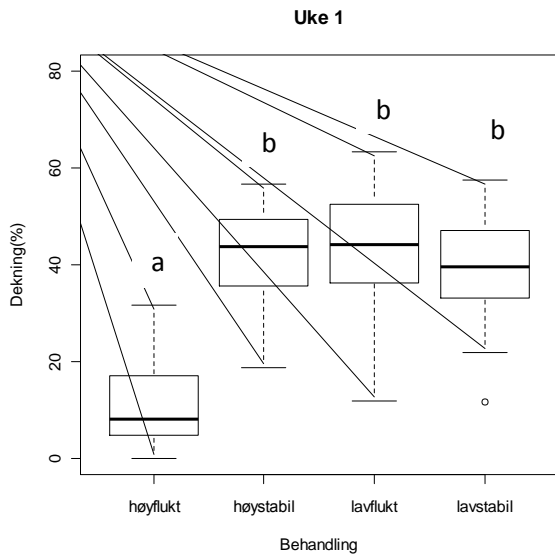 Uke 1
Dekning(%)
80
60
40
20
0
a
b
b
b
høyflukt
høystabil
lavflukt
lavstabil
Behandling